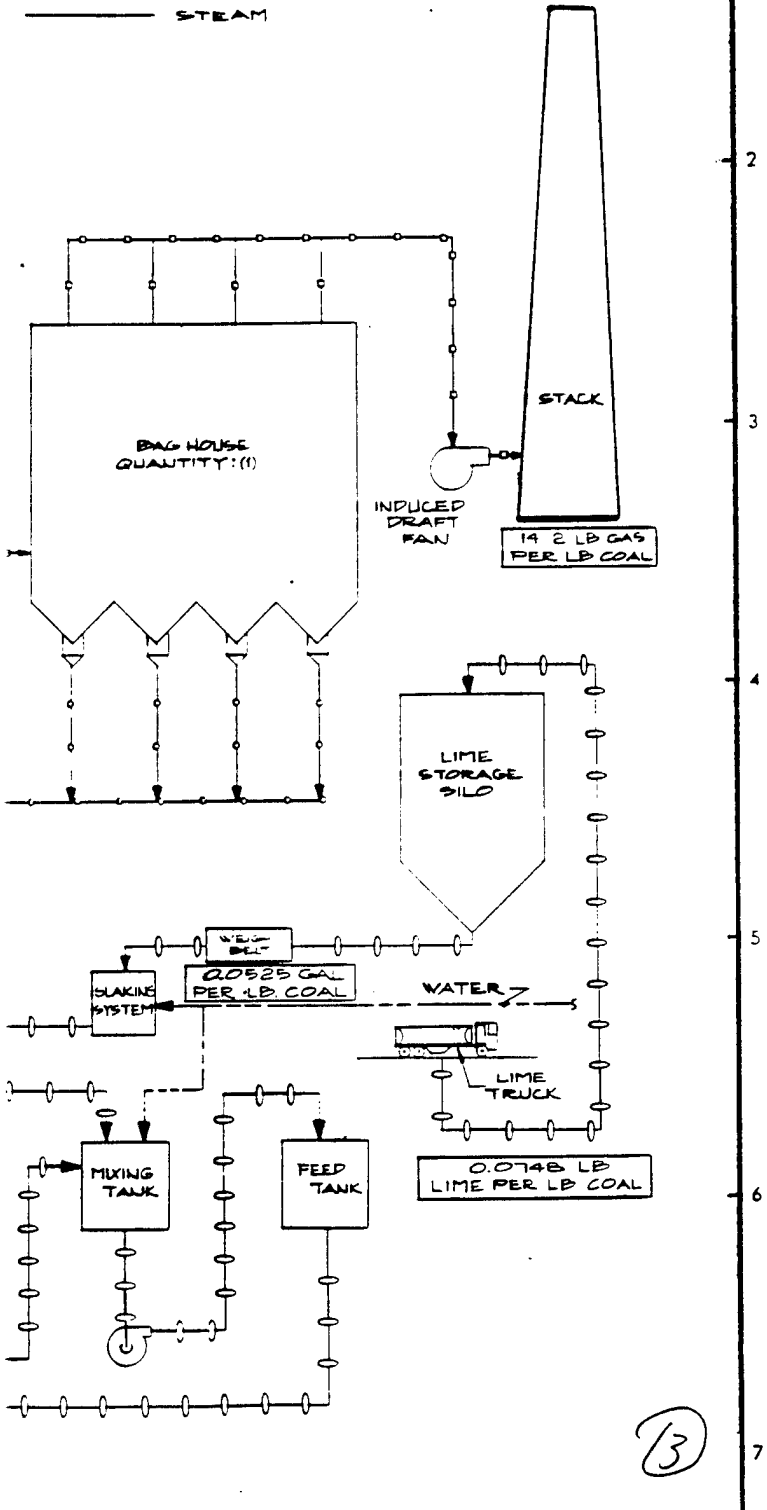 STEAM
2
BAG HOUSE
QUANTITY:(1)
STACK
3
INDUCED
DRAFT
FAN
14.2 LB GAS
PER LB COAL
4
LIME
STORAGE
SILO
5
WEIGH
BELT
0.0525 GAL
PER LB. COAL
WATER
SLAKING
SYSTEM
LIME
TRUCK
MIXING
TANK
FEED
TANK
0.0748 LB
LIME PER LB COAL
6
B
7